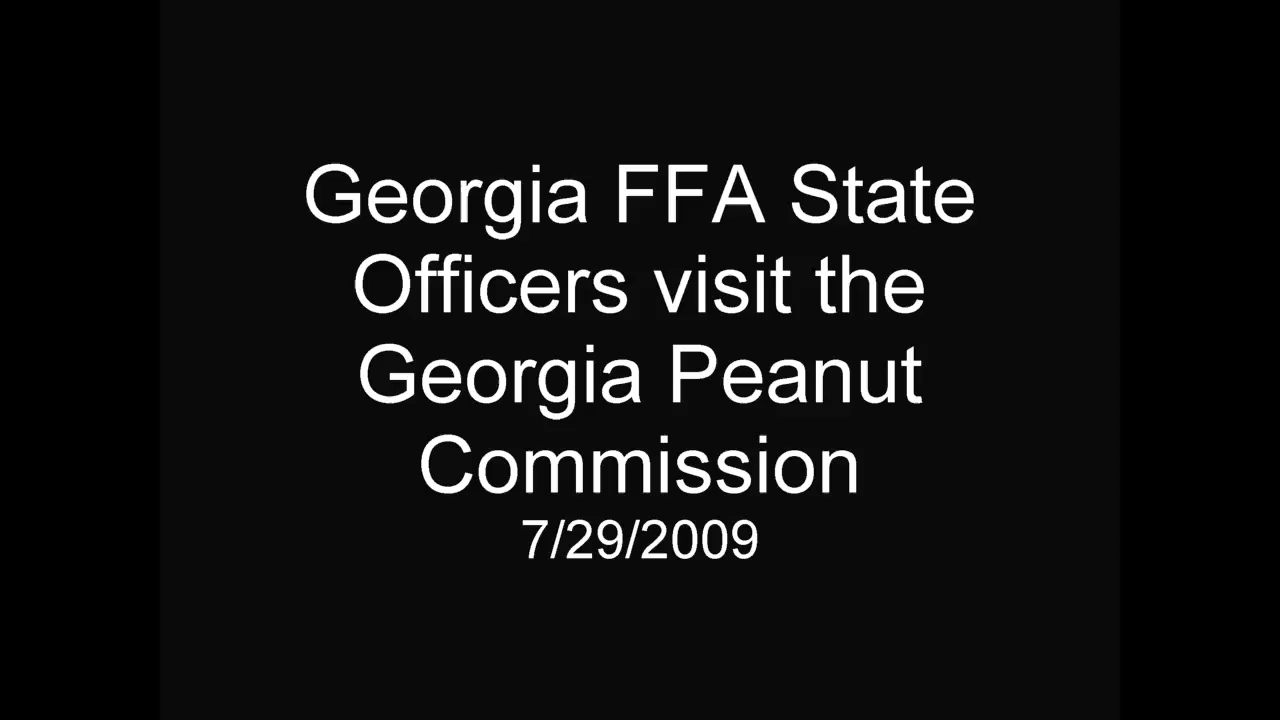 Georgia FFA State
Officers visit the
Georgia Peanut
Commission
7/29/2009